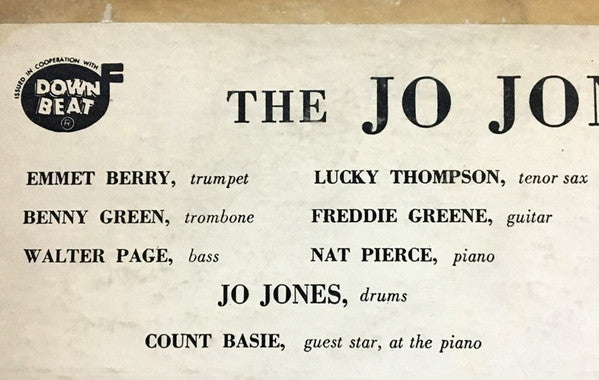 ISSUED IN COOPERATION WITH
DOWN
BEAT
THE JO JON
EMMET BERRY, trumpet
LUCKY THOMPSON, tenor sax
BENNY GREEN, trombone
FREDDIE GREENE, guitar
WALTER PAGE, bass
NAT PIERCE, piano
JO JONES, drums
COUNT BASIE, guest star, at the piano